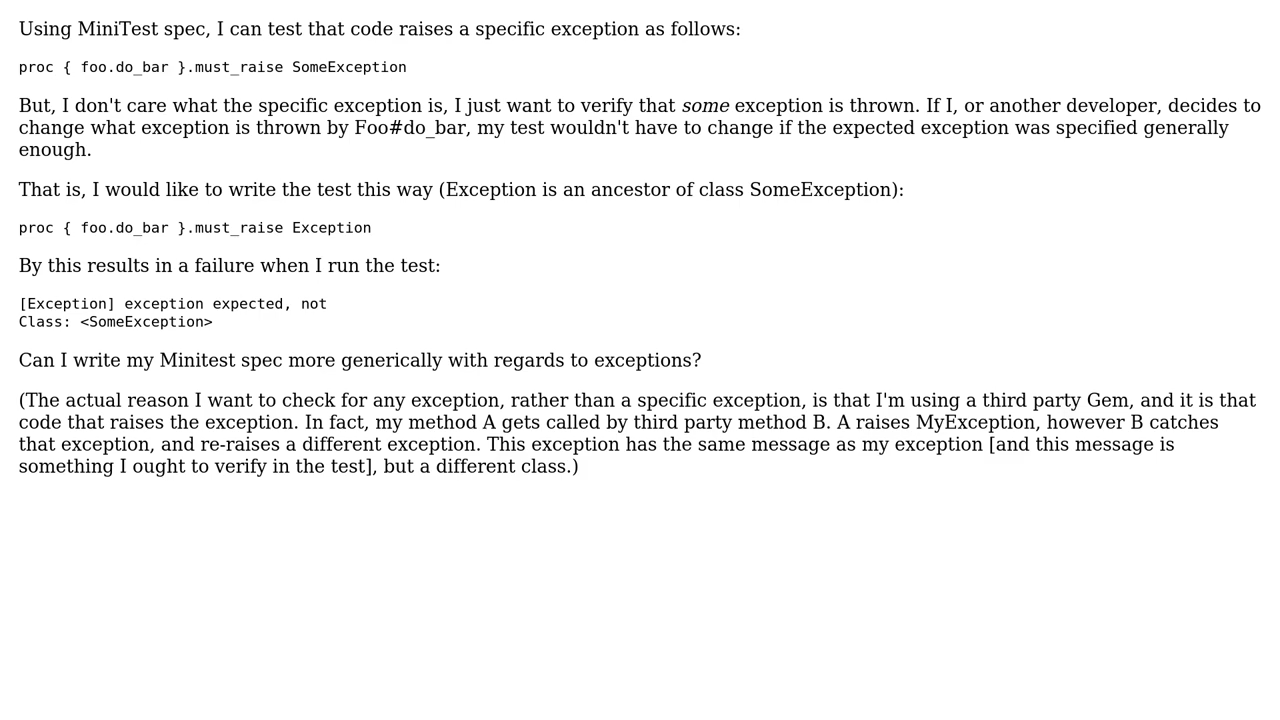 Using MiniTest spec, I can test that code raises a specific exception as follows:
proc { foo.do_bar }.must_raise SomeException
But, I don't care what the specific exception is, I just want to verify that some exception is thrown. If I, or another developer, decides to
change what exception is thrown by Foo#do_bar, my test wouldn't have to change if the expected exception was specified generally
enough.
That is, I would like to write the test this way (Exception is an ancestor of class SomeException):
proc { foo.do_bar }.must_raise Exception
By this results in a failure when I run the test:
[Exception] exception expected, not
Class: <SomeException>
Can I write my Minitest spec more generically with regards to exceptions?
(The actual reason I want to check for any exception, rather than a specific exception, is that I'm using a third party Gem, and it is that
code that raises the exception. In fact, my method A gets called by third party method B. A raises MyException, however B catches
that exception, and re-raises a different exception. This exception has the same message as my exception [and this message is
something I ought to verify in the test], but a different class.)